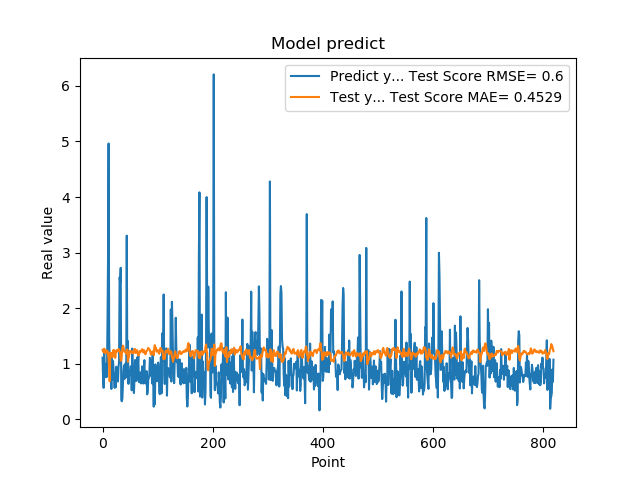 Model predict
Predict y... Test Score RMSE= 0.6
Test y... Test Score MAE= 0.4529
Real value
6
5
4
3
2
1
0
0 200 400 600 800
Point